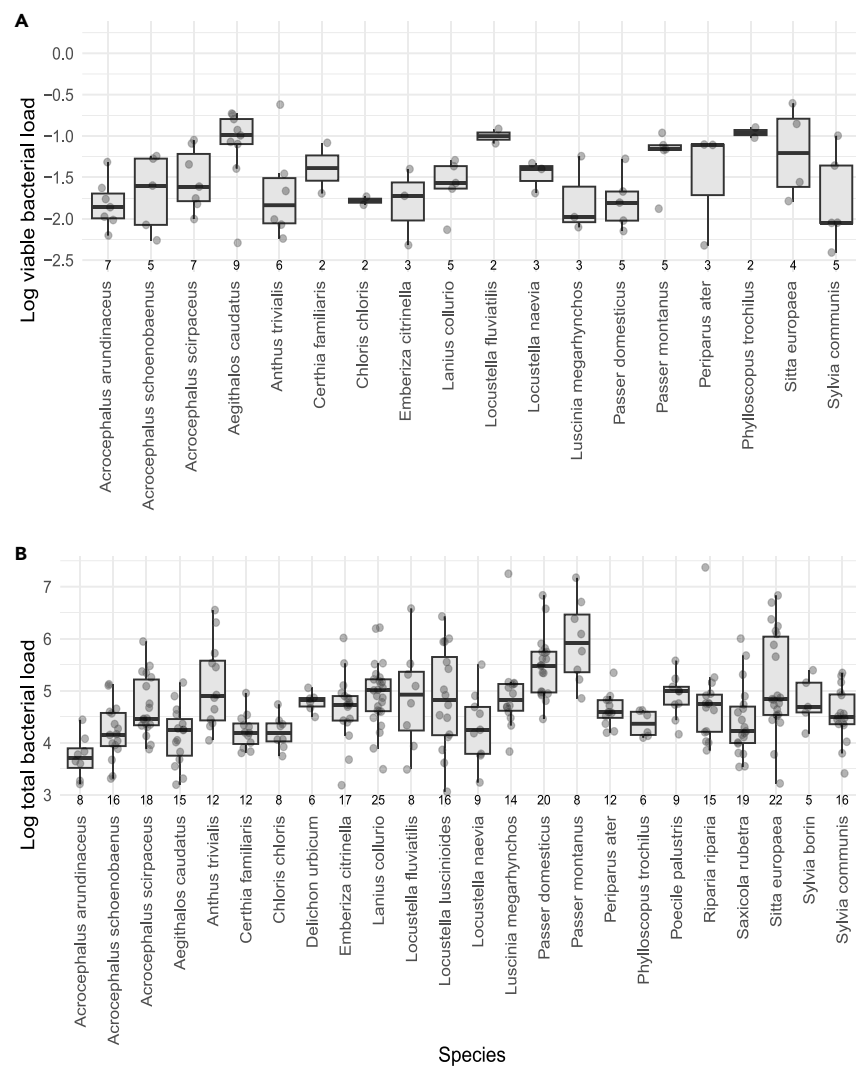 A
Log viable bacterial load
0.0
−0.5
−1.0
−1.5
−2.0
−2.5
7 5 7 9 6 2 2 3 5 2 3 3 5 5 3 2 4 5
Acrocephalus arundinaceus
Acrocephalus schoenobaenus
Acrocephalus scirpaceus
Aegithalos caudatus
Anthus trivialis
Certhia familiaris
Chloris chloris
Emberiza citrinella
Lanius collurio
Locustella fluviatilis
Locustella naevia
Luscinia megarhynchos
Passer domesticus
Passer montanus
Periparus ater
Phylloscopus trochilus
Sitta europaea
Sylvia communis
B
Log total bacterial load
7
6
5
4
3
8 16 18 15 12 12 8 6 17 25 8 16 9 14 20 8 12 6 9 15 19 22 5 16
Acrocephalus arundinaceus
Acrocephalus schoenobaenus
Acrocephalus scirpaceus
Aegithalos caudatus
Anthus trivialis
Certhia familiaris
Chloris chloris
Delichon urbicum
Emberiza citrinella
Lanius collurio
Locustella fluviatilis
Locustella luscinioides
Locustella naevia
Luscinia megarhynchos
Passer domesticus
Passer montanus
Periparus ater
Phylloscopus trochilus
Poecile palustris
Riparia riparia
Saxicola rubetra
Sitta europaea
Sylvia borin
Sylvia communis
Species